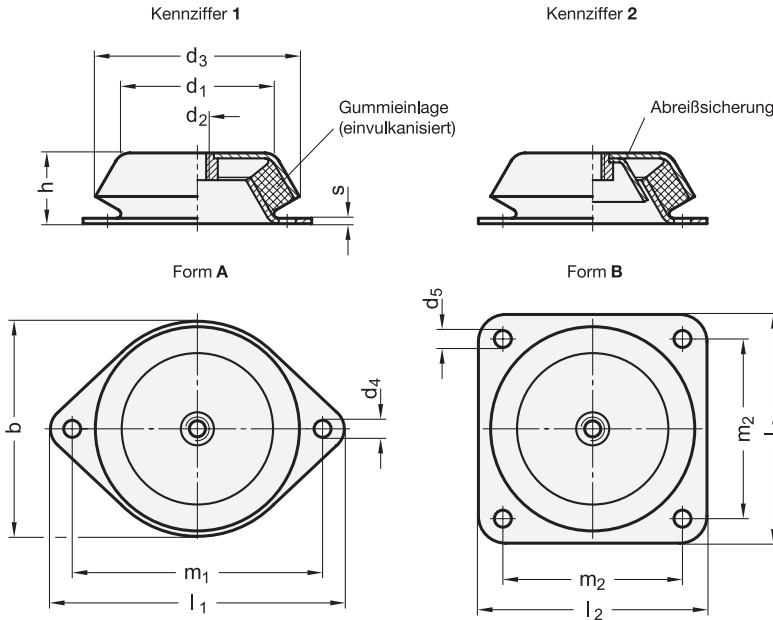 Kennziffer 1
Kennziffer 2
d3
d1
d2
Gummieinlage
(einvulkanisiert)
Abreißsicherung
h
s
Form A
Form B
d5
d4
b
m2
m1
m2
l1
l2